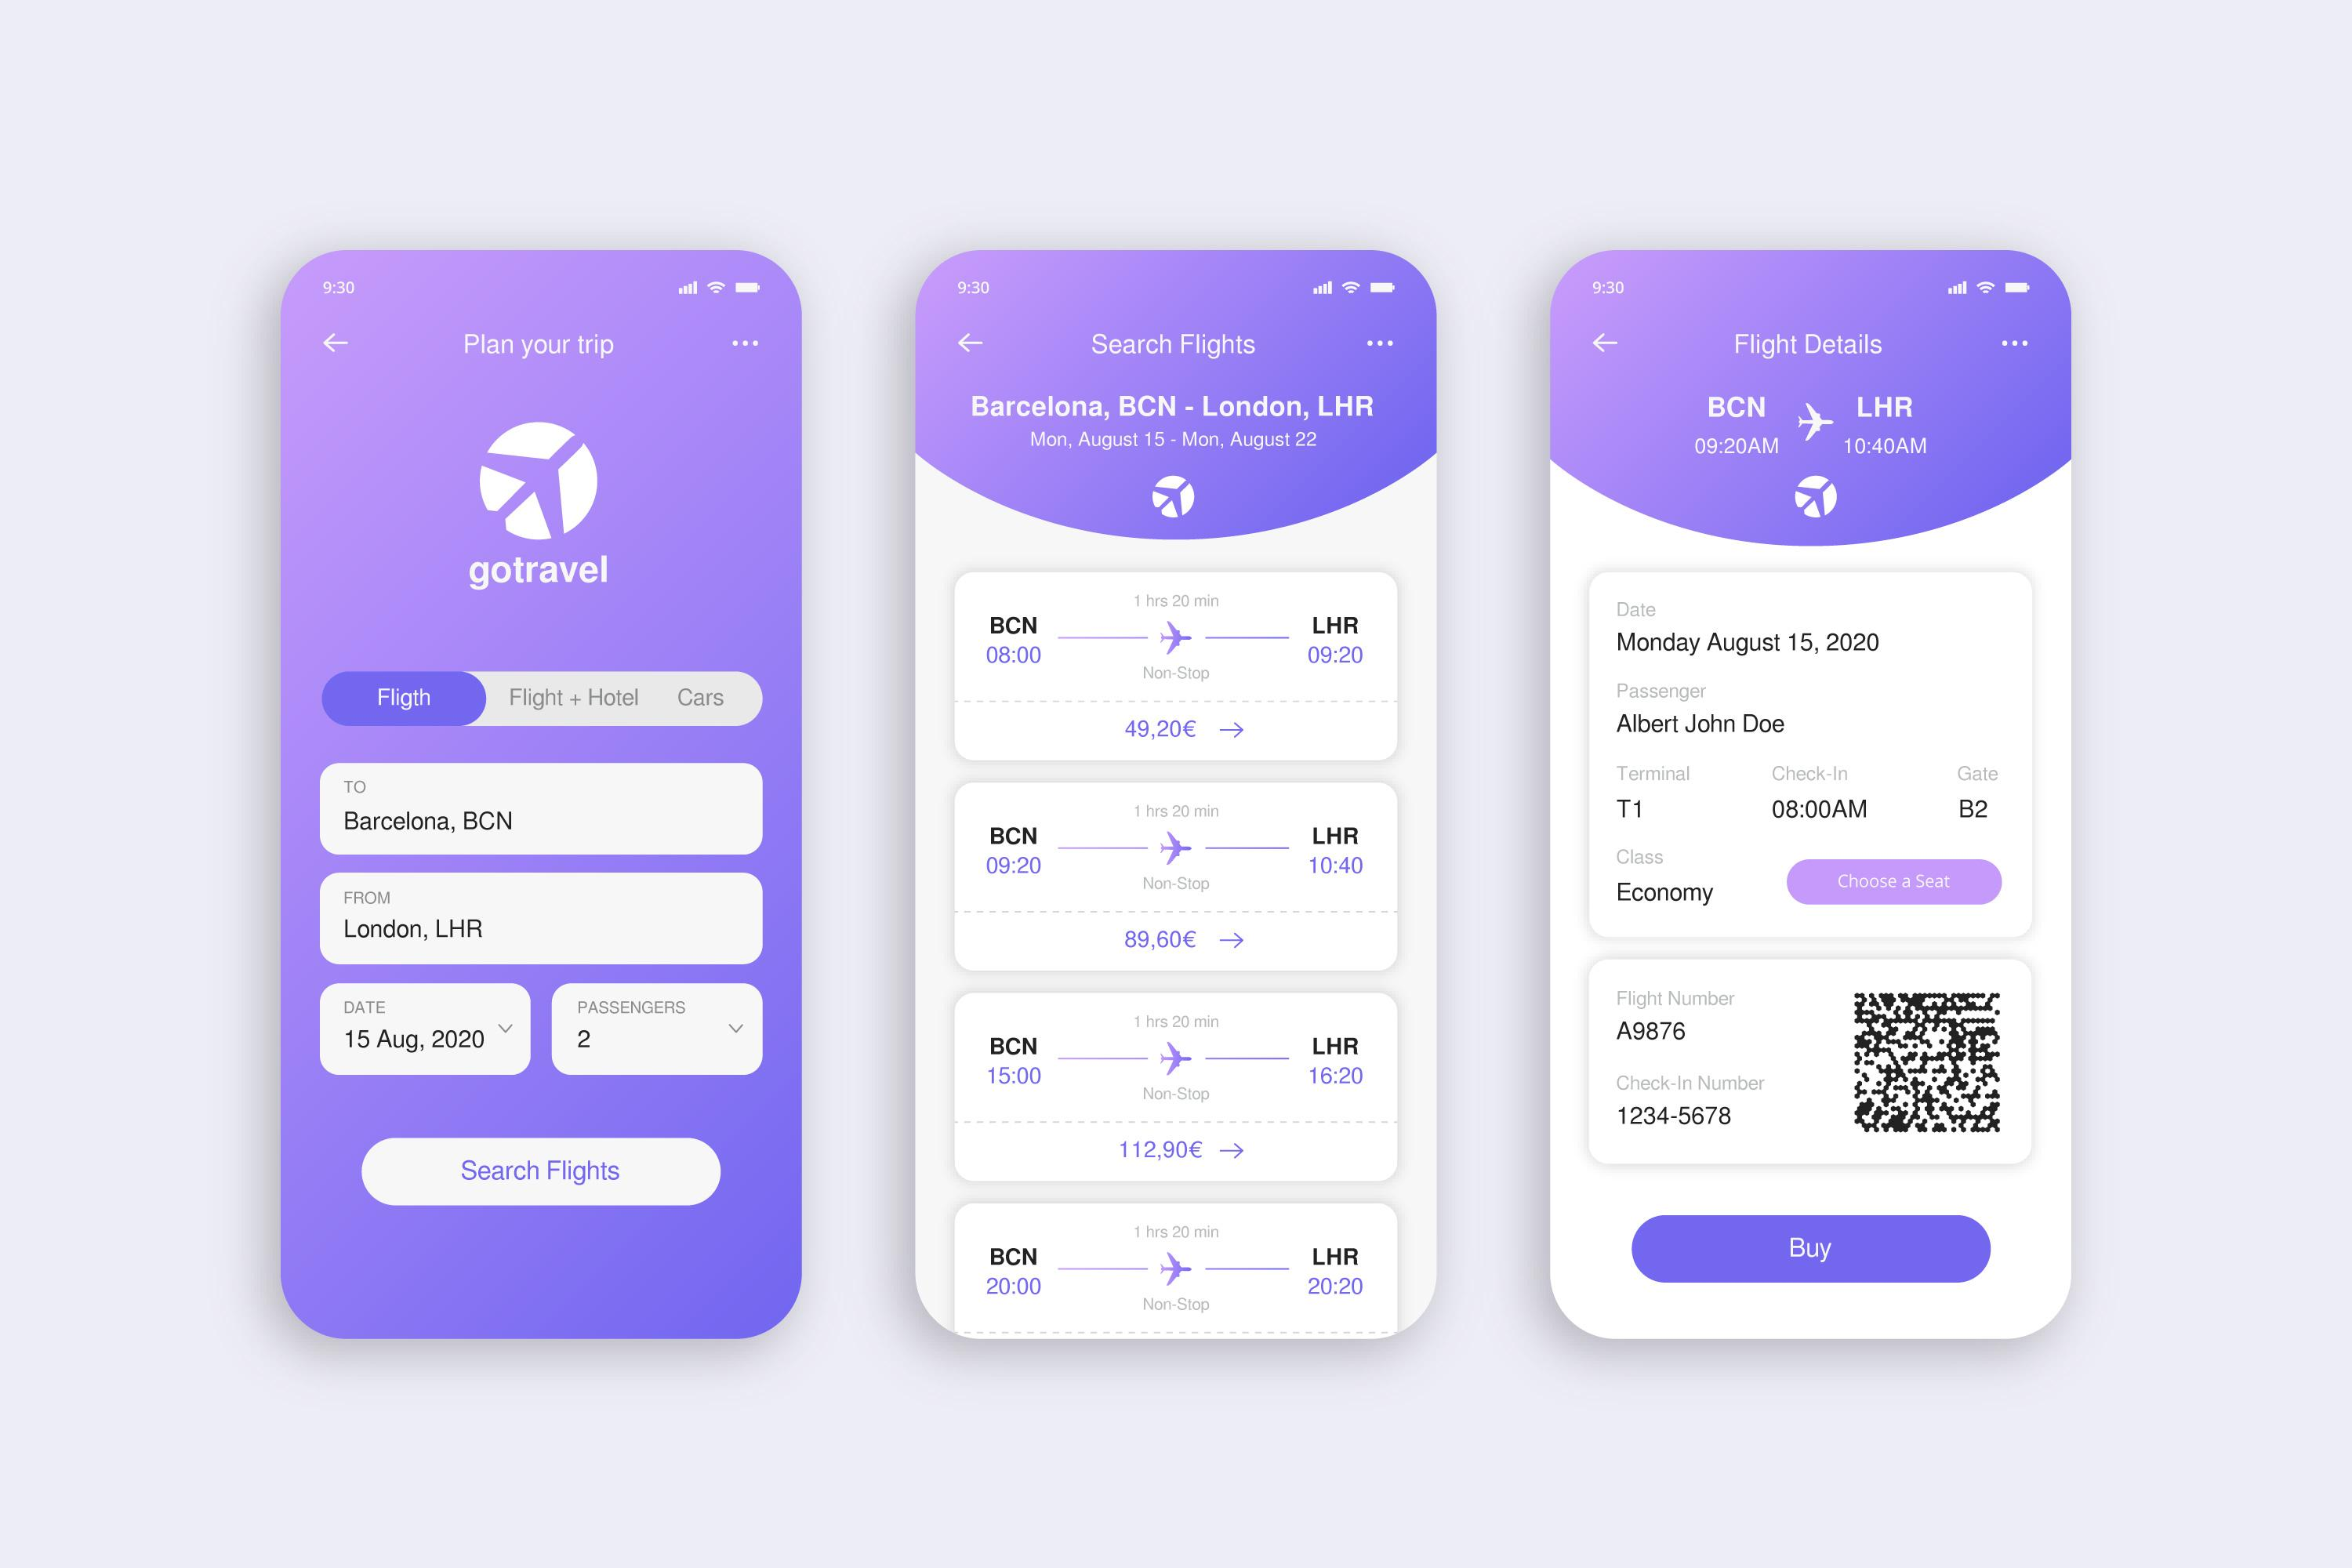 9:30
Plan your trip
gotravel
Fligth Flight + Hotel Cars
TO
Barcelona, BCN
FROM
London, LHR
DATE
15 Aug, 2020
PASSENGERS
2
Search Flights
9:30
Search Flights
Barcelona, BCN - London, LHR
Mon, August 15 - Mon, August 22
1 hrs 20 min
BCN LHR
08:00 09:20
Non-Stop
49,20€
1 hrs 20 min
BCN LHR
09:20 10:40
Non-Stop
89,60€
1 hrs 20 min
BCN LHR
15:00 16:20
Non-Stop
112,90€
1 hrs 20 min
BCN LHR
20:00 20:20
Non-Stop
9:30
Flight Details
BCN LHR
09:20AM 10:40AM
Date
Monday August 15, 2020
Passenger
Albert John Doe
Terminal Check-In Gate
T1 08:00AM B2
Class
Economy
Choose a Seat
Flight Number
A9876
Check-In Number
1234-5678
Buy